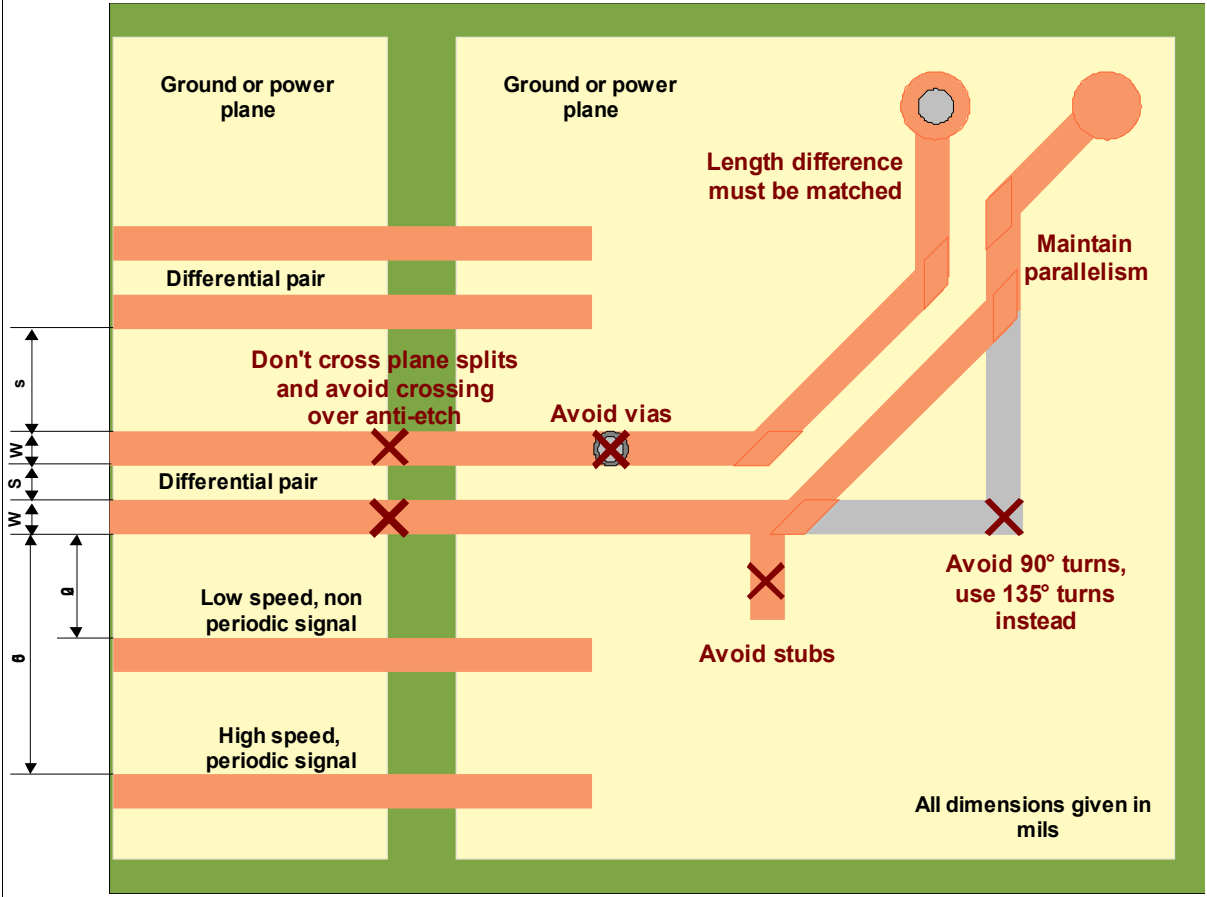 Ground or power
plane
Ground or power
plane
Length difference
must be matched
Maintain
parallelism
Differential pair
Don't cross plane splits
and avoid crossing
over anti-etch
Avoid vias
s
W
S
W
Differential pair
Low speed, non
periodic signal
Avoid 90° turns,
use 135° turns
instead
Avoid stubs
High speed,
periodic signal
All dimensions given in
mils